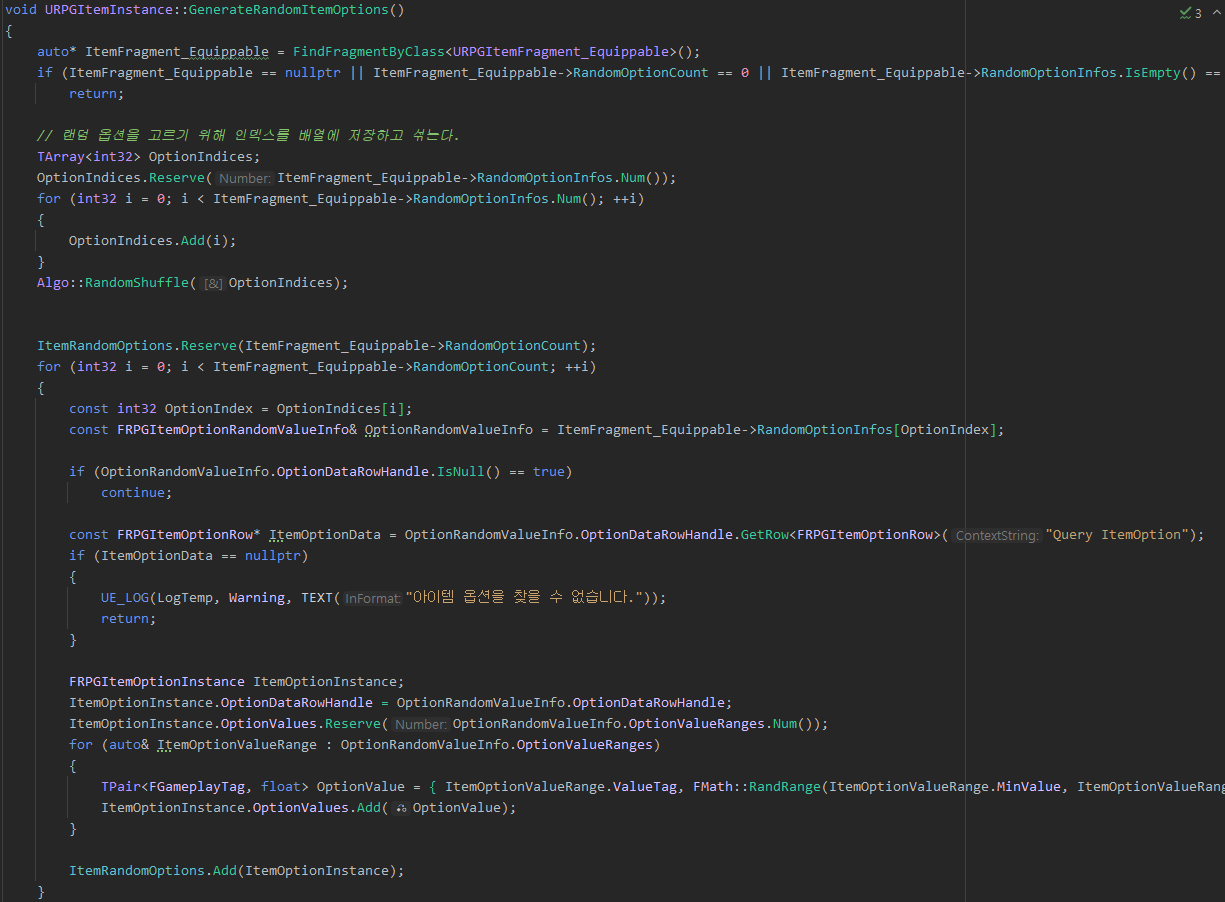 void URPGItemInstance::GenerateRandomItemOptions()
3
{
auto* ItemFragment_Equippable = FindFragmentByClass<URPGItemFragment_Equippable>();
if (ItemFragment_Equippable == nullptr || ItemFragment_Equippable->RandomOptionCount == 0 || ItemFragment_Equippable->RandomOptionInfos.IsEmpty() ==
return;
// 랜덤 옵션을 고르기 위해 인덱스를 배열에 저장하고 섞는다.
TArray<int32> OptionIndices;
OptionIndices.Reserve( Number: ItemFragment_Equippable->RandomOptionInfos.Num());
for (int32 i = 0; i < ItemFragment_Equippable->RandomOptionInfos.Num(); ++i)
{
OptionIndices.Add(i);
}
Algo::RandomShuffle( [&] OptionIndices);
ItemRandomOptions.Reserve(ItemFragment_Equippable->RandomOptionCount);
for (int32 i = 0; i < ItemFragment_Equippable->RandomOptionCount; ++i)
{
const int32 OptionIndex = OptionIndices[i];
const FRPGItemOptionRandomValueInfo& OptionRandomValueInfo = ItemFragment_Equippable->RandomOptionInfos[OptionIndex];
if (OptionRandomValueInfo.OptionDataRowHandle.IsNull() == true)
continue;
const FRPGItemOptionRow* ItemOptionData = OptionRandomValueInfo.OptionDataRowHandle.GetRow<FRPGItemOptionRow>( ContextString: "Query ItemOption");
if (ItemOptionData == nullptr)
{
UE_LOG(LogTemp, Warning, TEXT( InFormat: "아이템 옵션을 찾을 수 없습니다."));
return;
}
FRPGItemOptionInstance ItemOptionInstance;
ItemOptionInstance.OptionDataRowHandle = OptionRandomValueInfo.OptionDataRowHandle;
ItemOptionInstance.OptionValues.Reserve( Number: OptionRandomValueInfo.OptionValueRanges.Num());
for (auto& ItemOptionValueRange : OptionRandomValueInfo.OptionValueRanges)
{
TPair<FGameplayTag, float> OptionValue = { ItemOptionValueRange.ValueTag, FMath::RandRange(ItemOptionValueRange.MinValue, ItemOptionValueRang
ItemOptionInstance.OptionValues.Add( OptionValue);
}
ItemRandomOptions.Add(ItemOptionInstance);
}